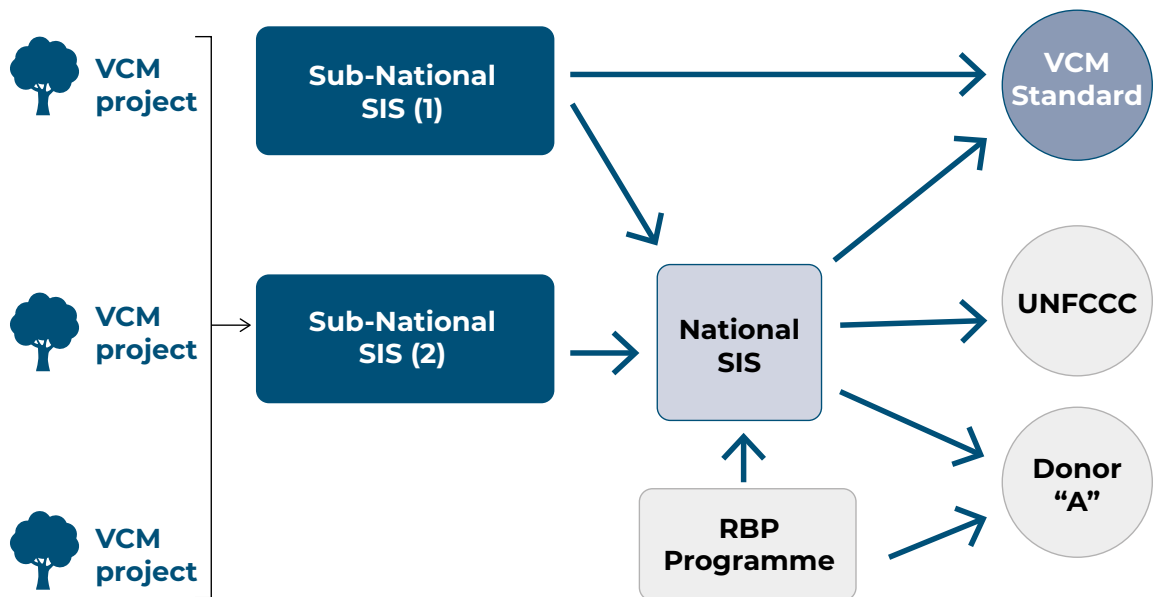 VCM
project
Sub-National
SIS (1)
VCM
Standard
VCM
project
Sub-National
SIS (2)
National
SIS
UNFCCC
VCM
project
RBP
Programme
Donor
“A”